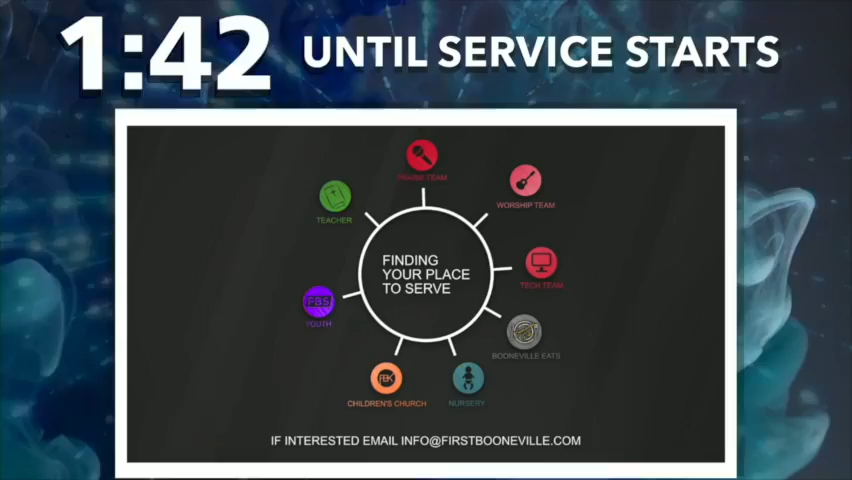 1:42 UNTIL SERVICE STARTS
PRAISE TEAM
TEACHER
WORSHIP TEAM
FINDING
YOUR PLACE
TO SERVE
TECH TEAM
FBS
YOUTH
BOONEVILLE EATS
FBK
CHILDREN'S CHURCH
NURSERY
IF INTERESTED EMAIL INFO@FIRSTBOONEVILLE.COM